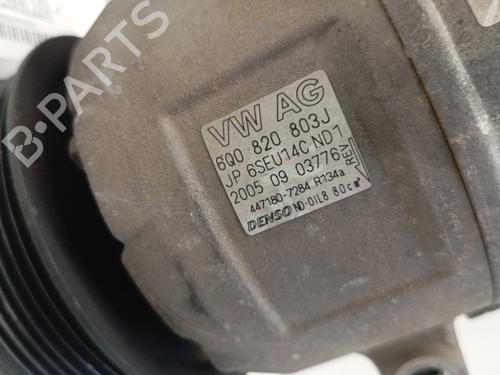 VW AG
6Q0 820 803J
JP 6SEU14C ND1
2005 09 03776
REV
447180-7284 R134a
DENSO ND-OIL8 80cm³